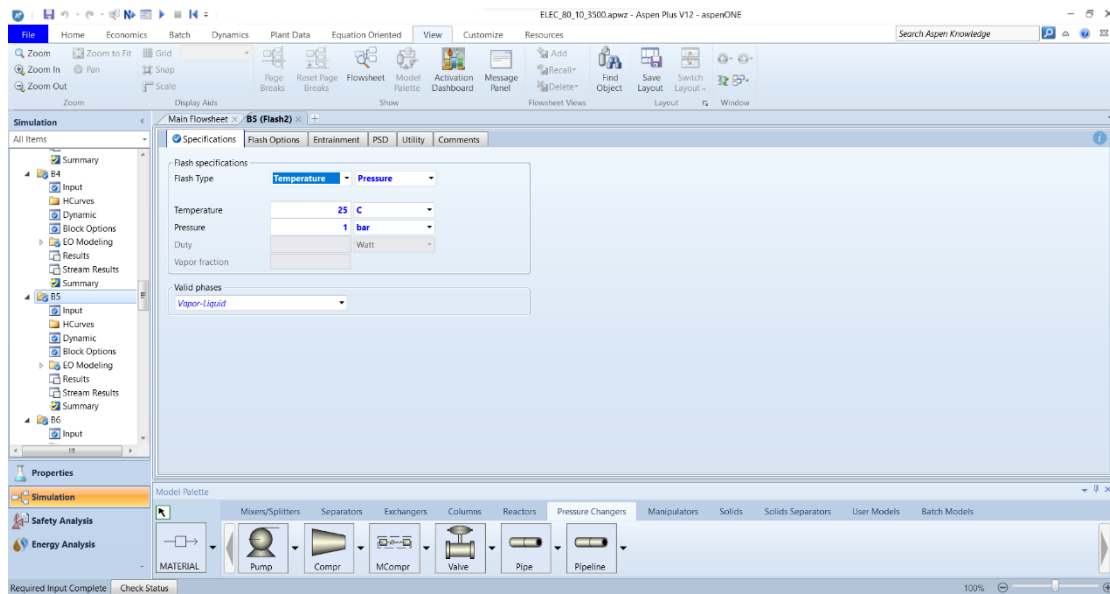 ELEC_80_10_3500.apwz - Aspen Plus V12 - aspenONE
File Home Economics Batch Dynamics Plant Data Equation Oriented View Customize Resources Search Aspen Knowledge
Zoom Zoom to Fit Grid Add
Zoom In Pan Snap Recall
Zoom Out Scale Delete
Page Breaks Reset Page Breaks Flowsheet Model Palette Activation Dashboard Message Panel Find Object Save Layout Switch Layout
Zoom Display Aids Show Flowsheet Views Layout Window
Simulation Main Flowsheet B5 (Flash2)
All Items Specifications Flash Options Entrainment PSD Utility Comments
Summary
B4
Input
HCurves
Dynamic
Block Options
EO Modeling
Results
Stream Results
Summary
B5
Input
HCurves
Dynamic
Block Options
EO Modeling
Results
Stream Results
Summary
B6
Input
Flash specifications
Flash Type Temperature Pressure
Temperature 25 C
Pressure 1 bar
Duty Watt
Vapor fraction
Valid phases
Vapor-Liquid
Properties
Simulation
Safety Analysis
Energy Analysis
Model Palette
Mixers/Splitters Separators Exchangers Columns Reactors Pressure Changers Manipulators Solids Solids Separators User Models Batch Models
MATERIAL Pump Compr MCompr Valve Pipe Pipeline
Required Input Complete Check Status 100%